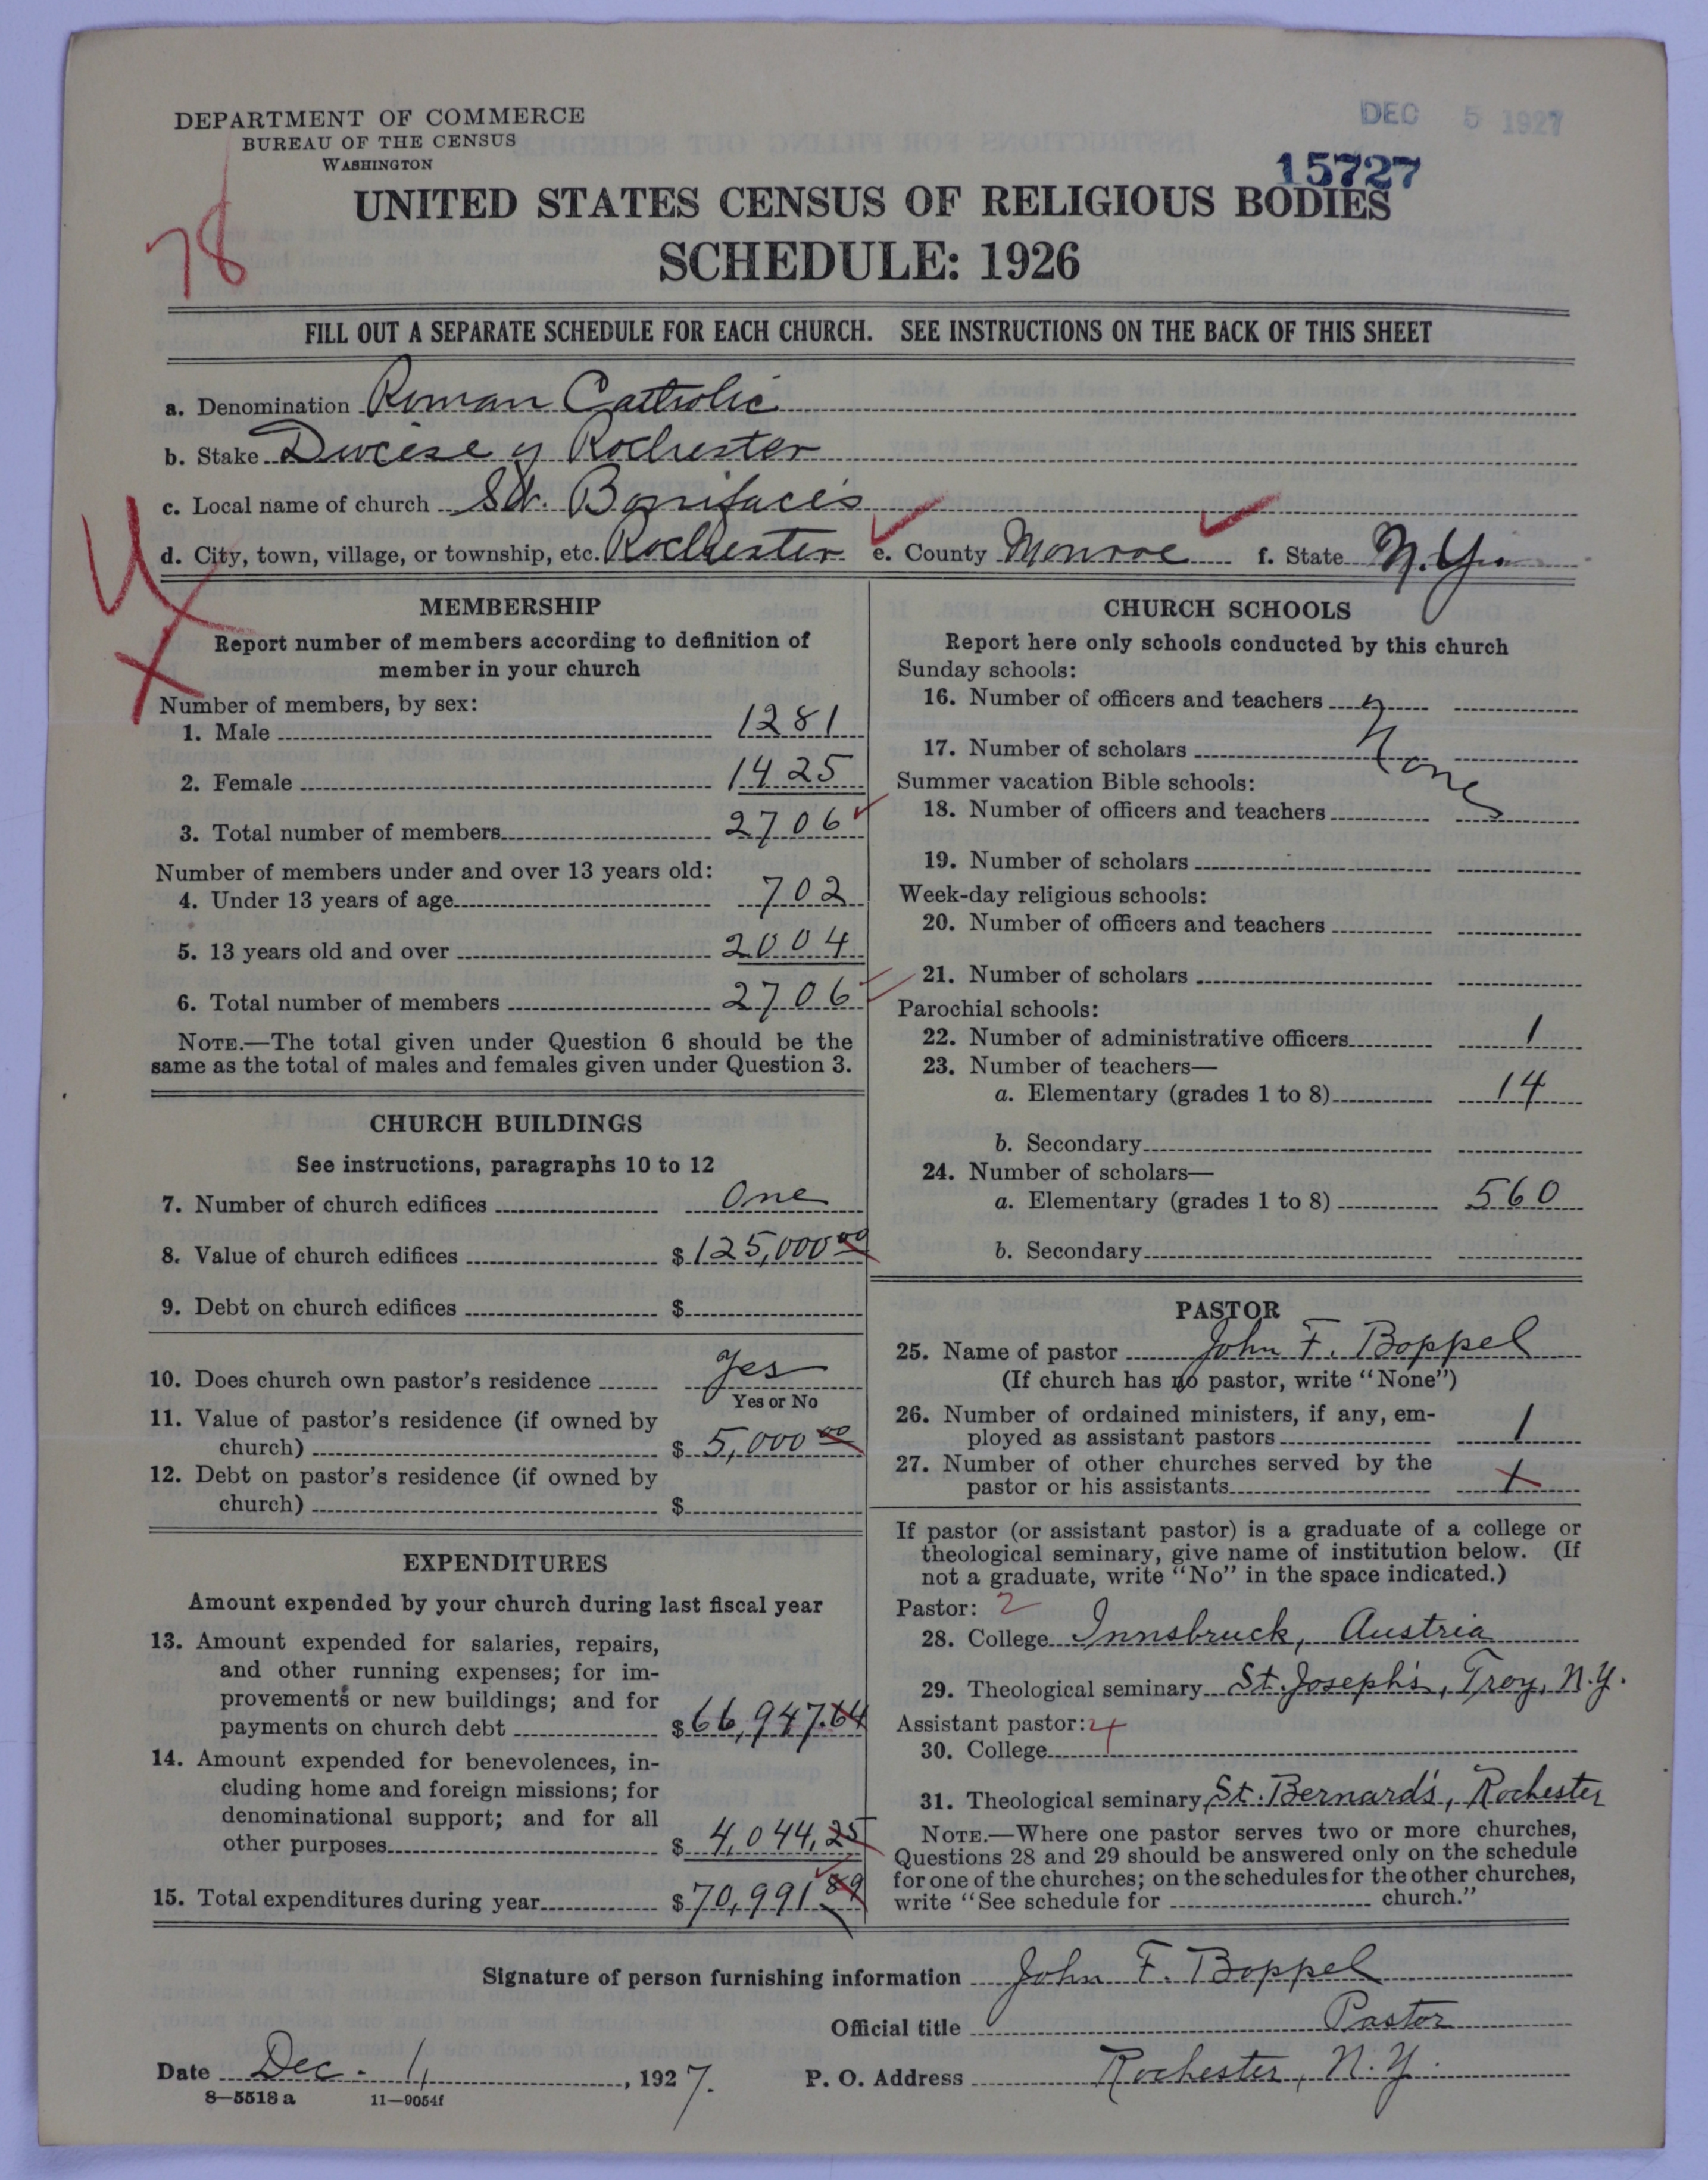 DEPARTMENT OF COMMERCE
BUREAU OF THE CENSUS
WASHINGTON
DEC 5 1927
15727
UNITED STATES CENSUS OF RELIGIOUS BODIES
SCHEDULE: 1926
78
FILL OUT A SEPARATE SCHEDULE FOR EACH CHURCH. SEE INSTRUCTIONS ON THE BACK OF THIS SHEET
a. Denomination Roman Catholic
b. Stake Diocese of Rochester
c. Local name of church St. Boniface's
d. City, town, village, or township, etc. Rochester e. County Monroe f. State N.Y.
MEMBERSHIP
Report number of members according to definition of
member in your church
Number of members, by sex:
1. Male 1281
2. Female 1425
3. Total number of members 2706
Number of members under and over 13 years old:
4. Under 13 years of age 702
5. 13 years old and over 2004
6. Total number of members 2706
NOTE.—The total given under Question 6 should be the
same as the total of males and females given under Question 3.
CHURCH BUILDINGS
See instructions, paragraphs 10 to 12
7. Number of church edifices One
8. Value of church edifices $125,000 00
9. Debt on church edifices $
10. Does church own pastor's residence Yes
Yes or No
11. Value of pastor's residence (if owned by
church) $ 5,000 00
12. Debt on pastor's residence (if owned by
church) $
EXPENDITURES
Amount expended by your church during last fiscal year
13. Amount expended for salaries, repairs,
and other running expenses; for im-
provements or new buildings; and for
payments on church debt $66,947.64
14. Amount expended for benevolences, in-
cluding home and foreign missions; for
denominational support; and for all
other purposes $ 4,044.25
15. Total expenditures during year $70,991 89
CHURCH SCHOOLS
Report here only schools conducted by this church
Sunday schools:
16. Number of officers and teachers
17. Number of scholars None
Summer vacation Bible schools:
18. Number of officers and teachers
19. Number of scholars
Week-day religious schools:
20. Number of officers and teachers
21. Number of scholars
Parochial schools:
22. Number of administrative officers 1
23. Number of teachers—
a. Elementary (grades 1 to 8) 14
b. Secondary
24. Number of scholars—
a. Elementary (grades 1 to 8) 560
b. Secondary
PASTOR
25. Name of pastor John F. Boppel
(If church has no pastor, write "None")
26. Number of ordained ministers, if any, em-
ployed as assistant pastors 1
27. Number of other churches served by the
pastor or his assistants 1
If pastor (or assistant pastor) is a graduate of a college or
theological seminary, give name of institution below. (If
not a graduate, write "No" in the space indicated.)
Pastor: 2
28. College Innsbruck, Austria
29. Theological seminary St. Joseph's, Troy, N.Y.
Assistant pastor: 4
30. College
31. Theological seminary St. Bernard's, Rochester
NOTE.—Where one pastor serves two or more churches,
Questions 28 and 29 should be answered only on the schedule
for one of the churches; on the schedules for the other churches,
write "See schedule for church."
Signature of person furnishing information John F. Boppel
Official title Pastor
Date Dec. 1, 1927. P. O. Address Rochester, N.Y.
8—5518 a 11—9054f